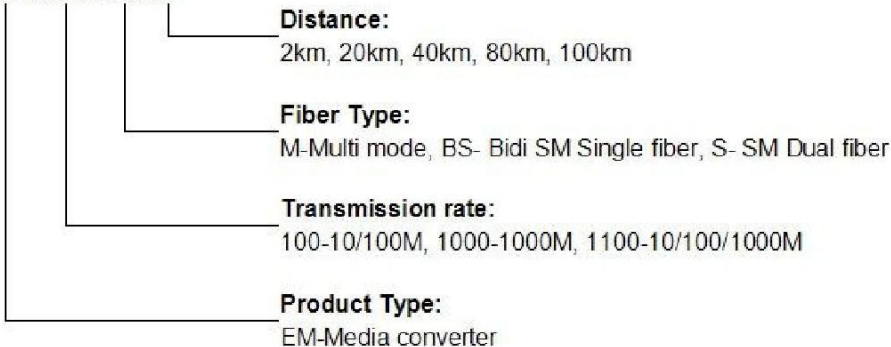 Distance:
2km, 20km, 40km, 80km, 100km
Fiber Type:
M-Multi mode, BS- Bidi SM Single fiber, S- SM Dual fiber
Transmission rate:
100-10/100M, 1000-1000M, 1100-10/100/1000M
Product Type:
EM-Media converter